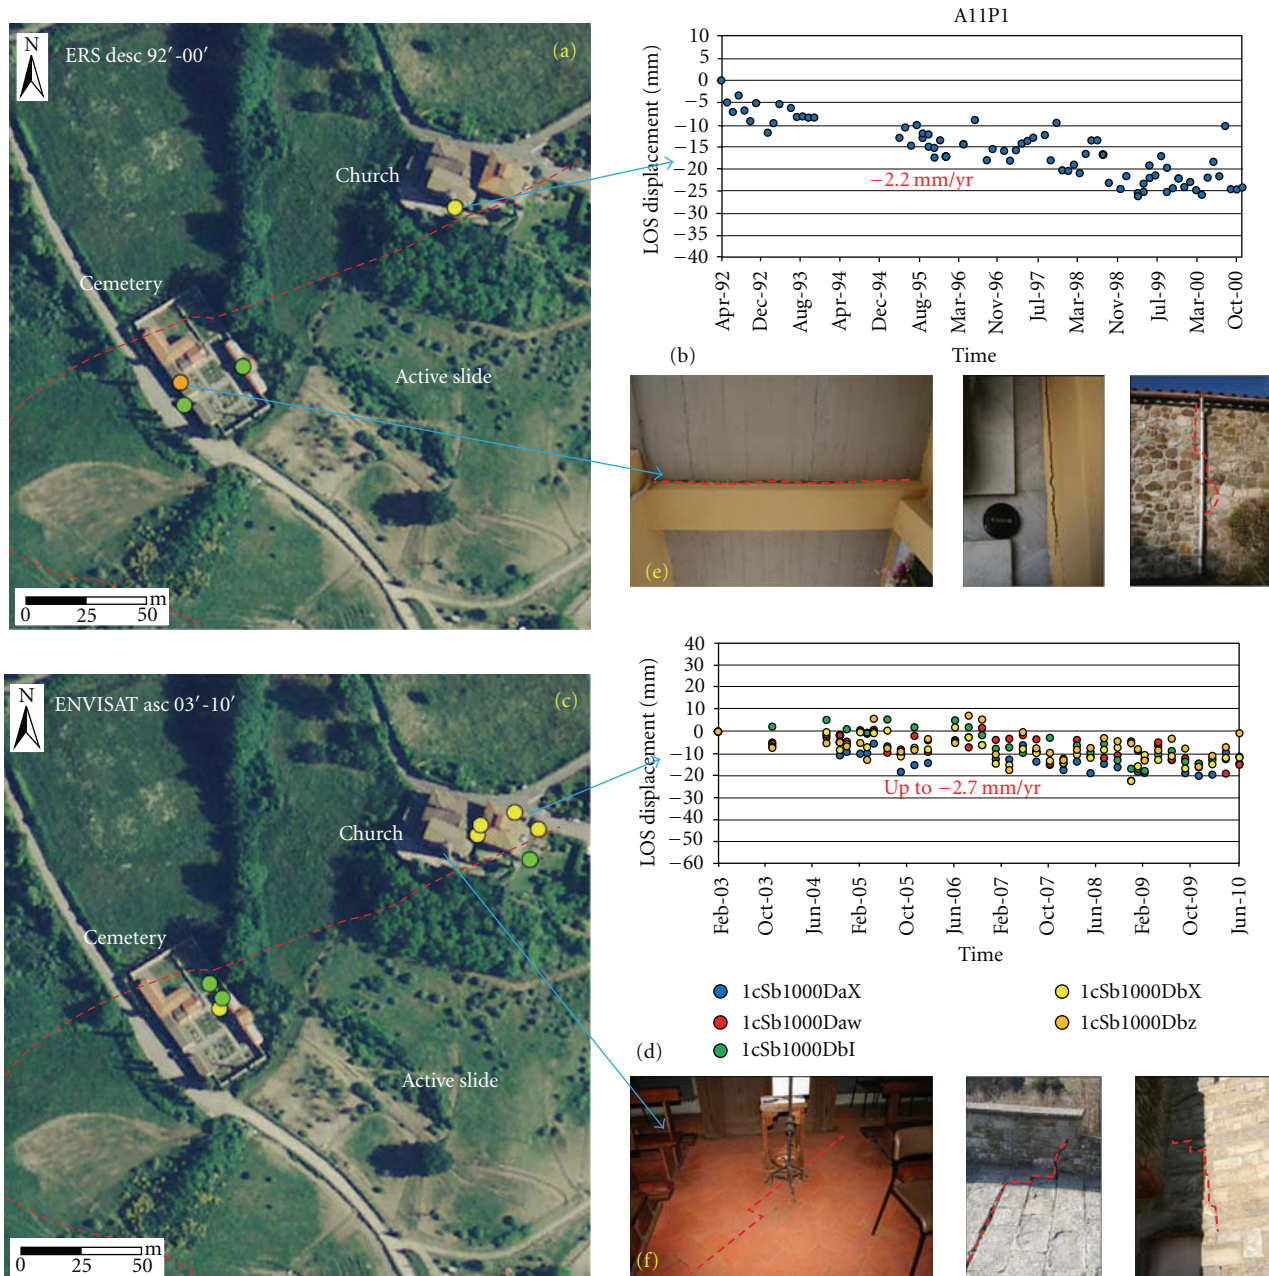 N
ERS desc 92′-00′
(a)
Church
Cemetery
Active slide
m
0 25 50
A11P1
LOS displacement (mm)
10
5
0
−5
−10
−15
−20
−25
−30
−35
−40
−2.2 mm/yr
Apr-92
Dec-92
Aug-93
Apr-94
Dec-94
Aug-95
Mar-96
Nov-96
Jul-97
Mar-98
Nov-98
Jul-99
Mar-00
Oct-00
(b)
Time
(e)
N
ENVISAT asc 03′-10′
(c)
Church
Cemetery
Active slide
m
0 25 50
LOS displacement (mm)
40
30
20
10
0
−10
−20
−30
−40
−50
−60
Up to −2.7 mm/yr
Feb-03
Oct-03
Jun-04
Feb-05
Oct-05
Jun-06
Feb-07
Oct-07
Jun-08
Feb-09
Oct-09
Jun-10
Time
1cSb1000DaX
1cSb1000Daw
1cSb1000DbI
1cSb1000DbX
1cSb1000Dbz
(d)
(f)